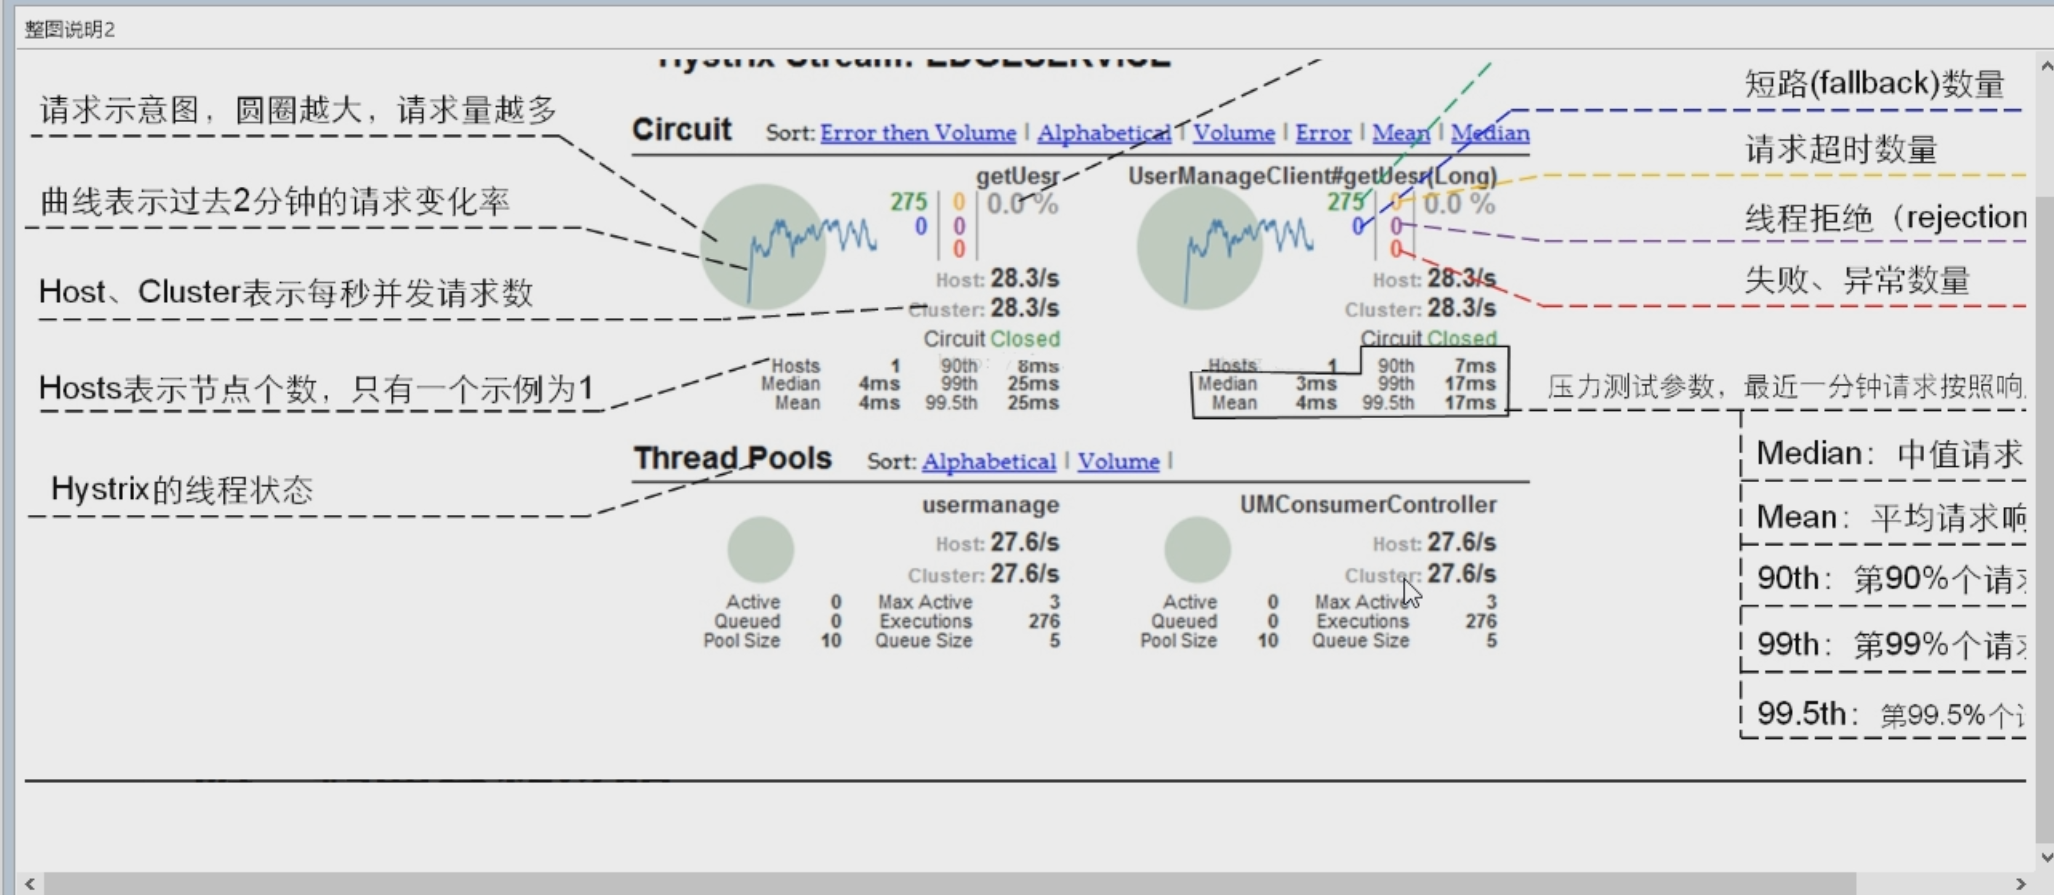 整图说明2
Hystrix Stream: EDGESERVICE
请求示意图，圆圈越大，请求量越多
曲线表示过去2分钟的请求变化率
Host、Cluster表示每秒并发请求数
Hosts表示节点个数，只有一个示例为1
Hystrix的线程状态
Circuit Sort: Error then Volume | Alphabetical | Volume | Error | Mean | Median
getUesr
275 0 0.0 %
0 0
0
Host: 28.3/s
Cluster: 28.3/s
Circuit Closed
Hosts 1 90th 8ms
Median 4ms 99th 25ms
Mean 4ms 99.5th 25ms
UserManageClient#getUesr(Long)
275 0 0.0 %
0 0
0
Host: 28.3/s
Cluster: 28.3/s
Circuit Closed
Hosts 1 90th 7ms
Median 3ms 99th 17ms
Mean 4ms 99.5th 17ms
Thread Pools Sort: Alphabetical | Volume |
usermanage
Host: 27.6/s
Cluster: 27.6/s
Active 0 Max Active 3
Queued 0 Executions 276
Pool Size 10 Queue Size 5
UMConsumerController
Host: 27.6/s
Cluster: 27.6/s
Active 0 Max Active 3
Queued 0 Executions 276
Pool Size 10 Queue Size 5
短路(fallback)数量
请求超时数量
线程拒绝（rejection
失败、异常数量
压力测试参数，最近一分钟请求按照响
Median：中值请求
Mean：平均请求响
90th：第90%个请
99th：第99%个请
99.5th：第99.5%个